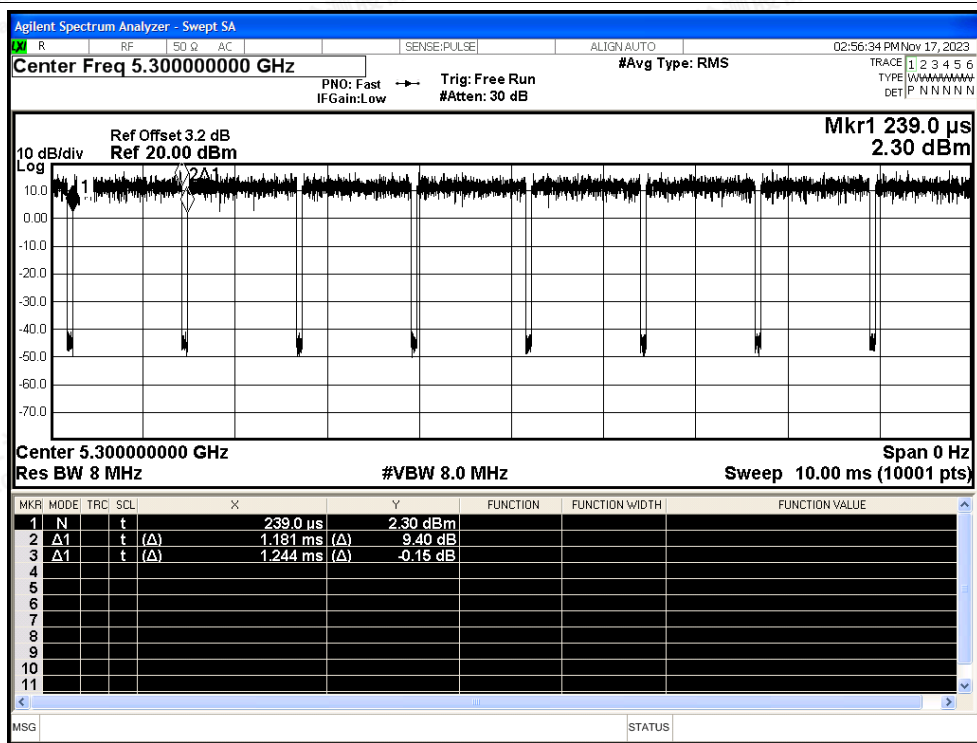 Agilent Spectrum Analyzer - Swept SA
LXI R RF 50 Ω AC SENSE:PULSE ALIGN AUTO 02:56:34 PM Nov 17, 2023
Center Freq 5.300000000 GHz #Avg Type: RMS TRACE 1 2 3 4 5 6
PNO: Fast Trig: Free Run TYPE WWWWWW
IFGain:Low #Atten: 30 dB DET P N N N N N
Mkr1 239.0 µs
Ref Offset 3.2 dB
10 dB/div Ref 20.00 dBm 2.30 dBm
Log
1 2Δ1
10.0
0.00
-10.0
-20.0
-30.0
-40.0
-50.0
-60.0
-70.0
Center 5.300000000 GHz Span 0 Hz
Res BW 8 MHz #VBW 8.0 MHz Sweep 10.00 ms (10001 pts)
MKR MODE TRC SCL X Y FUNCTION FUNCTION WIDTH FUNCTION VALUE
1 N t 239.0 µs 2.30 dBm
2 Δ1 t (Δ) 1.181 ms (Δ) 9.40 dB
3 Δ1 t (Δ) 1.244 ms (Δ) -0.15 dB
4
5
6
7
8
9
10
11
MSG STATUS